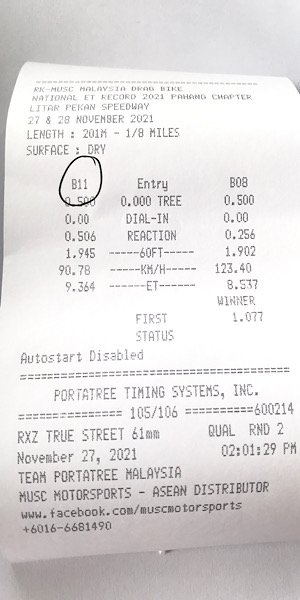 RK-MUSC MALAYSIA DRAG BIKE
NATIONAL ET RECORD 2021 PAHANG CHAPTER
LITAR PEKAN SPEEDWAY
27 & 28 NOVEMBER 2021
LENGTH : 201M - 1/8 MILES
SURFACE : DRY
B11 Entry B08
0.500 0.000 TREE 0.500
0.00 DIAL-IN 0.00
0.506 REACTION 0.256
1.945 -----60FT----- 1.902
90.78 -----KM/H----- 123.40
9.364 ------ET------ 8.537
WINNER
FIRST 1.077
STATUS
Autostart Disabled
========================================
PORTATREE TIMING SYSTEMS, INC.
=============== 105/106 ==========600214
RXZ TRUE STREET 61mm QUAL RND 2
November 27, 2021 02:01:29 PM
TEAM PORTATREE MALAYSIA
MUSC MOTORSPORTS - ASEAN DISTRIBUTOR
www.facebook.com/muscmotorsports
+6016-6681490